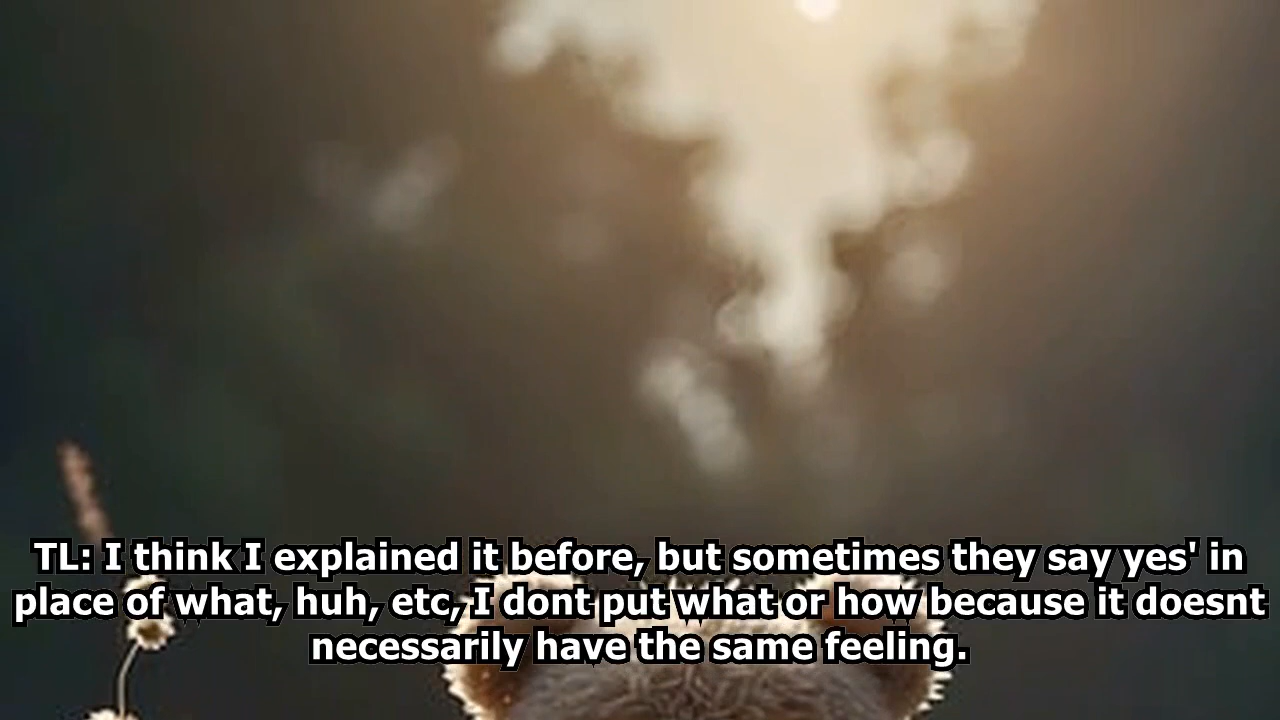 TL: I think I explained it before, but sometimes they say yes' in
place of what, huh, etc, I dont put what or how because it doesnt
necessarily have the same feeling.